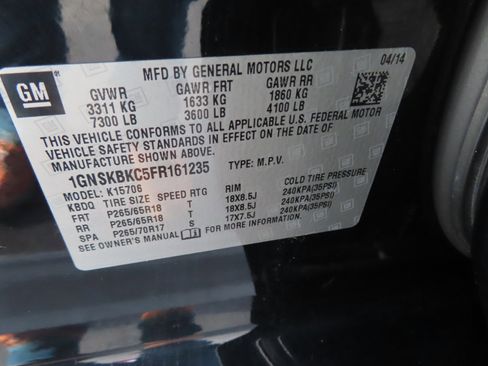 GM
MFD BY GENERAL MOTORS LLC
04/14
GVWR GAWR FRT GAWR RR
3311 KG 1633 KG 1860 KG
7300 LB 3600 LB 4100 LB
THIS VEHICLE CONFORMS TO ALL APPLICABLE U.S. FEDERAL MOTOR
VEHICLE SAFETY STANDARDS IN EFFECT ON THE DATE OF
MANUFACTURE SHOWN ABOVE.
1GNSKBKC5FR161235 TYPE: M.P.V.
MODEL: K15706
KBDQ TIRE SIZE SPEED RTG RIM COLD TIRE PRESSURE
FRT P265/65R18 T 18X8.5J 240KPA(35PSI)
RR P265/65R18 T 18X8.5J 240KPA(35PSI)
SPA P265/70R17 S 17X7.5J 240KPA(35PSI)
SEE OWNER'S MANUAL FOR MORE INFORMATION.